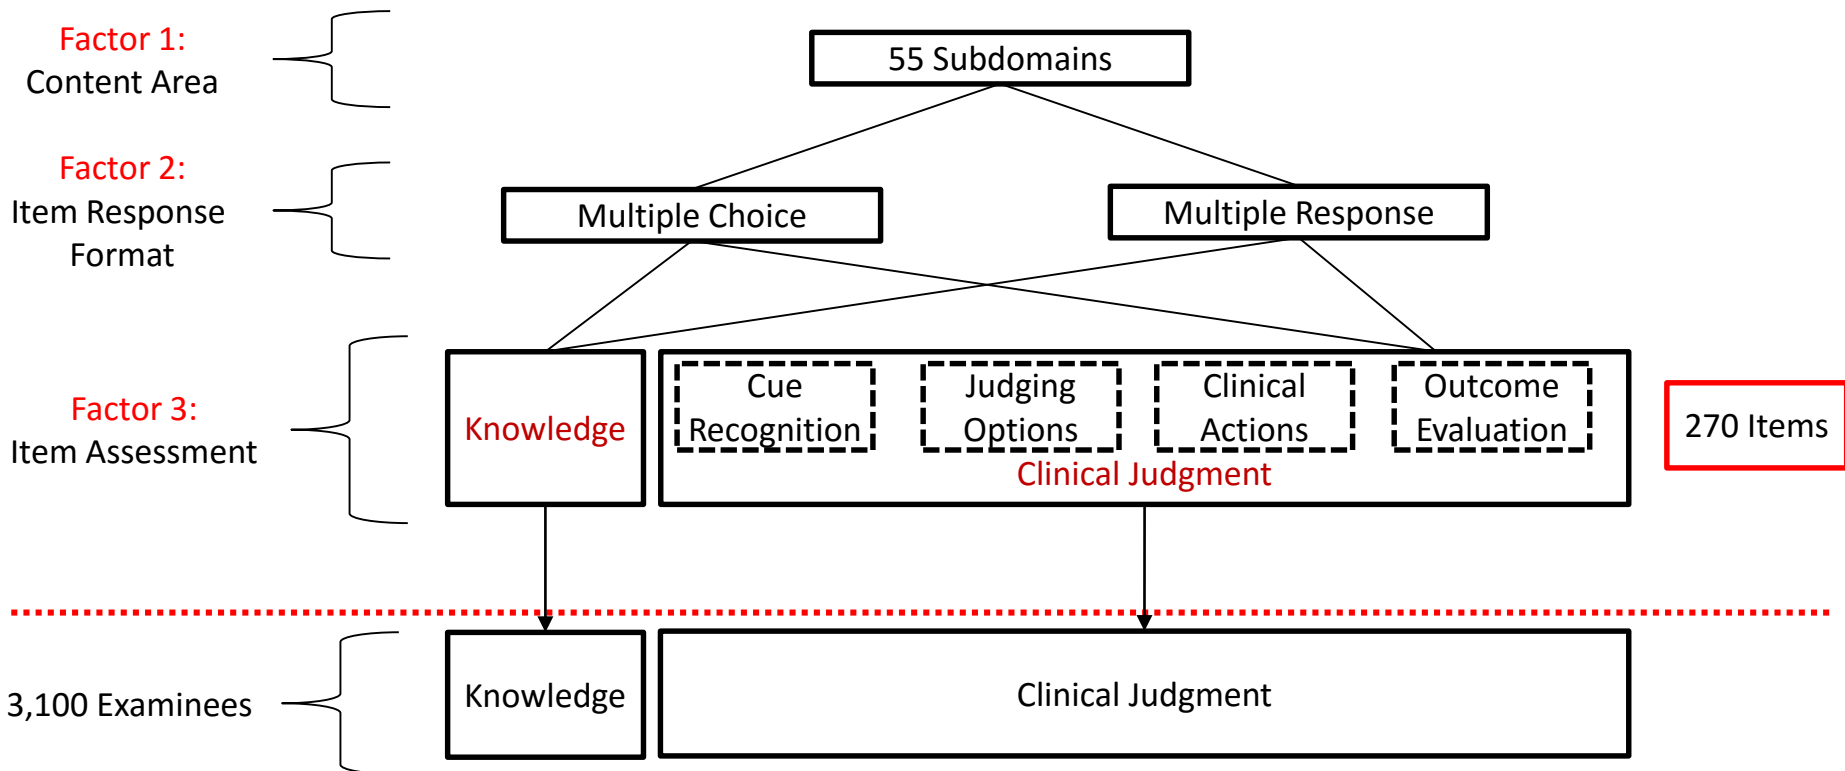 Factor 1:
Content Area
55 Subdomains
Factor 2:
Item Response
Format
Multiple Choice
Multiple Response
Factor 3:
Item Assessment
Knowledge
Cue
Recognition
Judging
Options
Clinical
Actions
Outcome
Evaluation
Clinical Judgment
270 Items
3,100 Examinees
Knowledge
Clinical Judgment